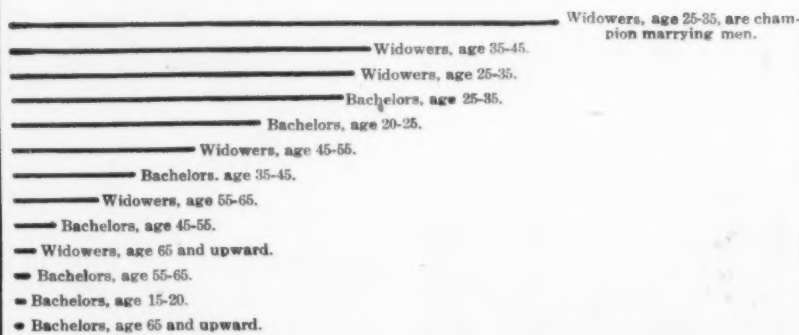 Widowers, age 25-35, are cham-
pion marrying men.
Widowers, age 35-45.
Widowers, age 25-35.
Bachelors, age 25-35.
Bachelors, age 20-25.
Widowers, age 45-55.
Bachelors. age 35-45.
Widowers, age 55-65.
Bachelors, age 45-55.
Widowers, age 65 and upward.
Bachelors, age 55-65.
Bachelors, age 15-20.
Bachelors, age 65 and upward.